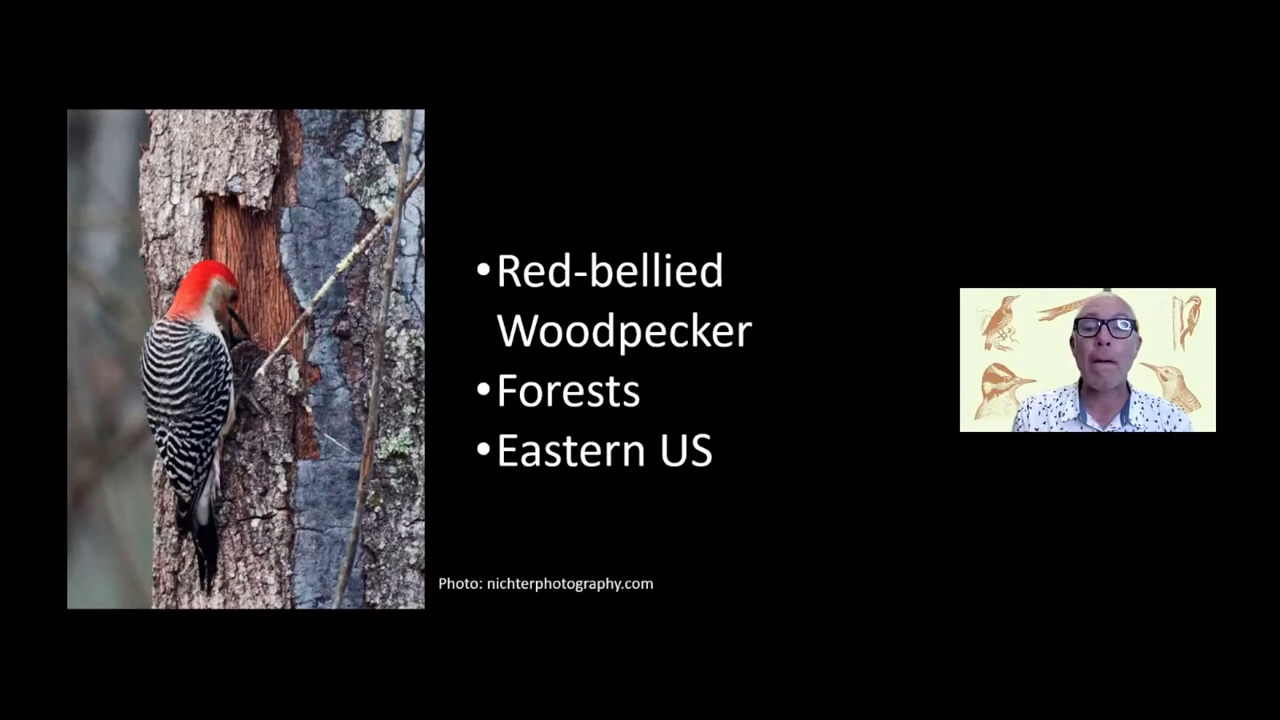 •Red-bellied
Woodpecker
•Forests
•Eastern US
Photo: nichterphotography.com